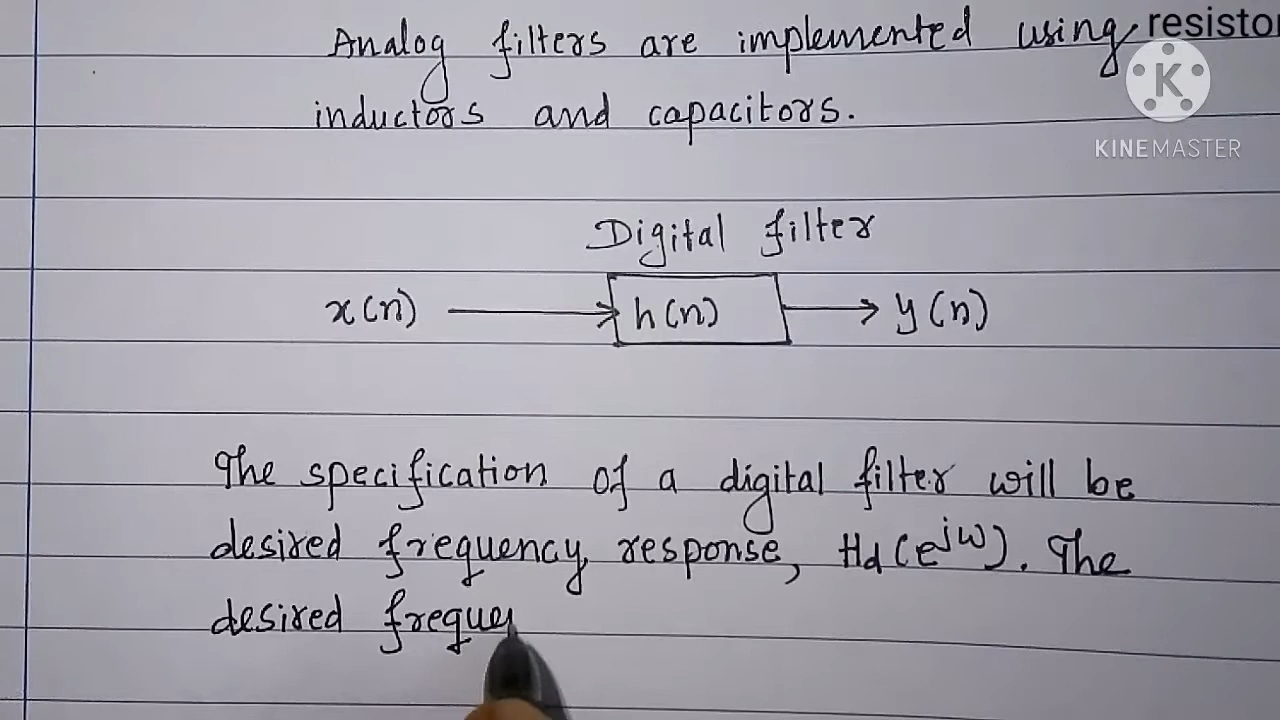 Analog filters are implemented using resistor
inductors and capacitors.
KINEMASTER
Digital filter
x(n) → h(n) → y(n)
The specification of a digital filter will be
desired frequency response, Hd(e^jω). The
desired freque